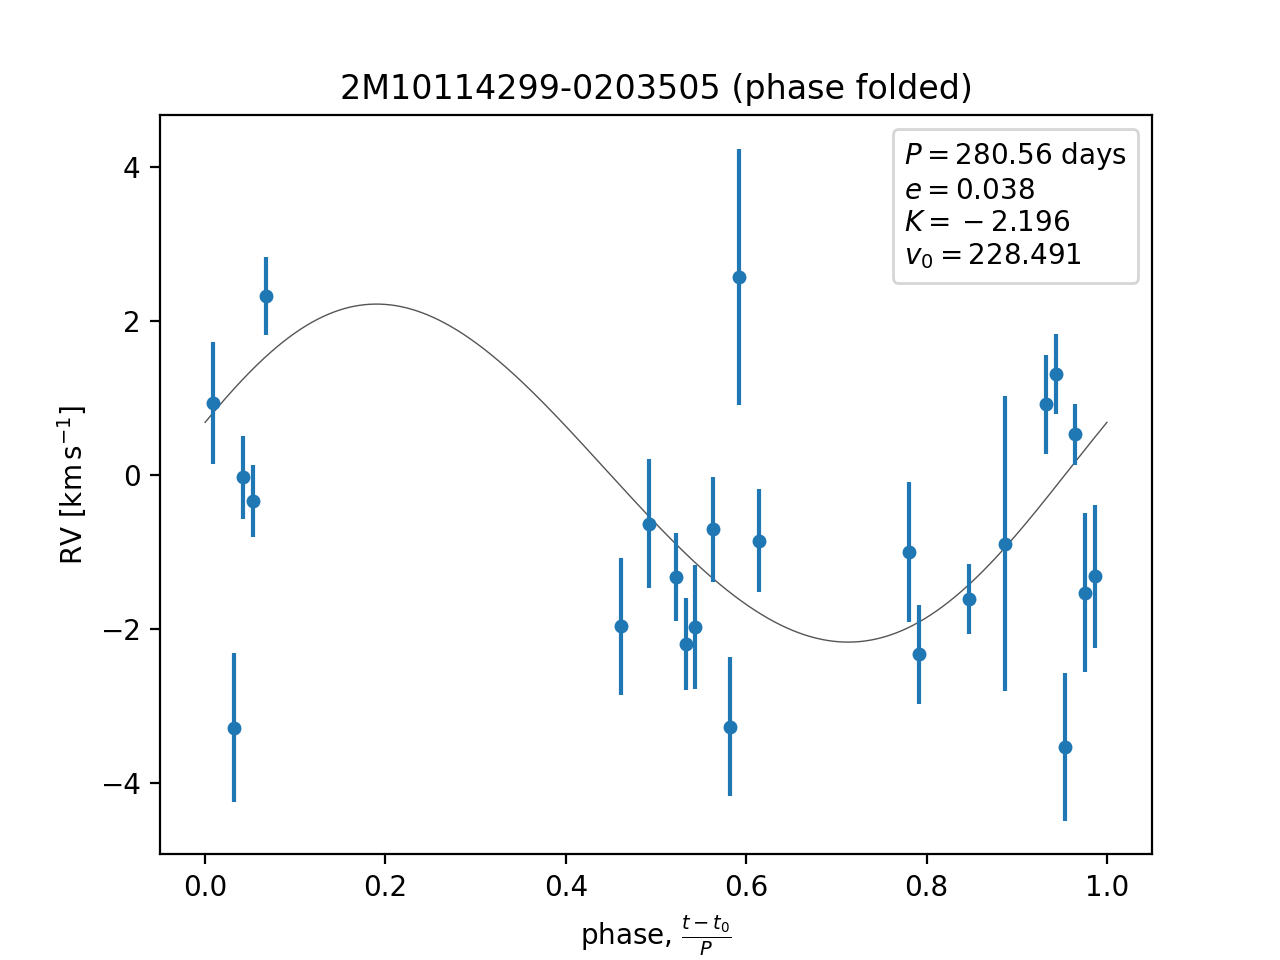 2M10114299-0203505 (phase folded)
P = 280.56 days
e = 0.038
K = −2.196
v₀ = 228.491
RV [km s⁻¹]
4
2
0
−2
−4
0.0 0.2 0.4 0.6 0.8 1.0
phase, (t − t₀)/P